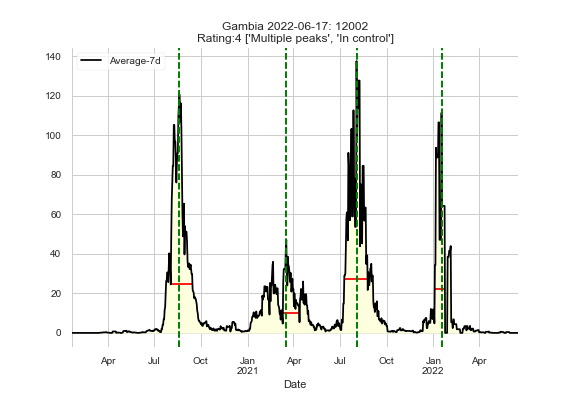 Gambia 2022-06-17: 12002
Rating:4 ['Multiple peaks', 'In control']
Average-7d
140
120
100
80
60
40
20
0
Apr Jul Oct Jan Apr Jul Oct Jan Apr
2021 2022
Date